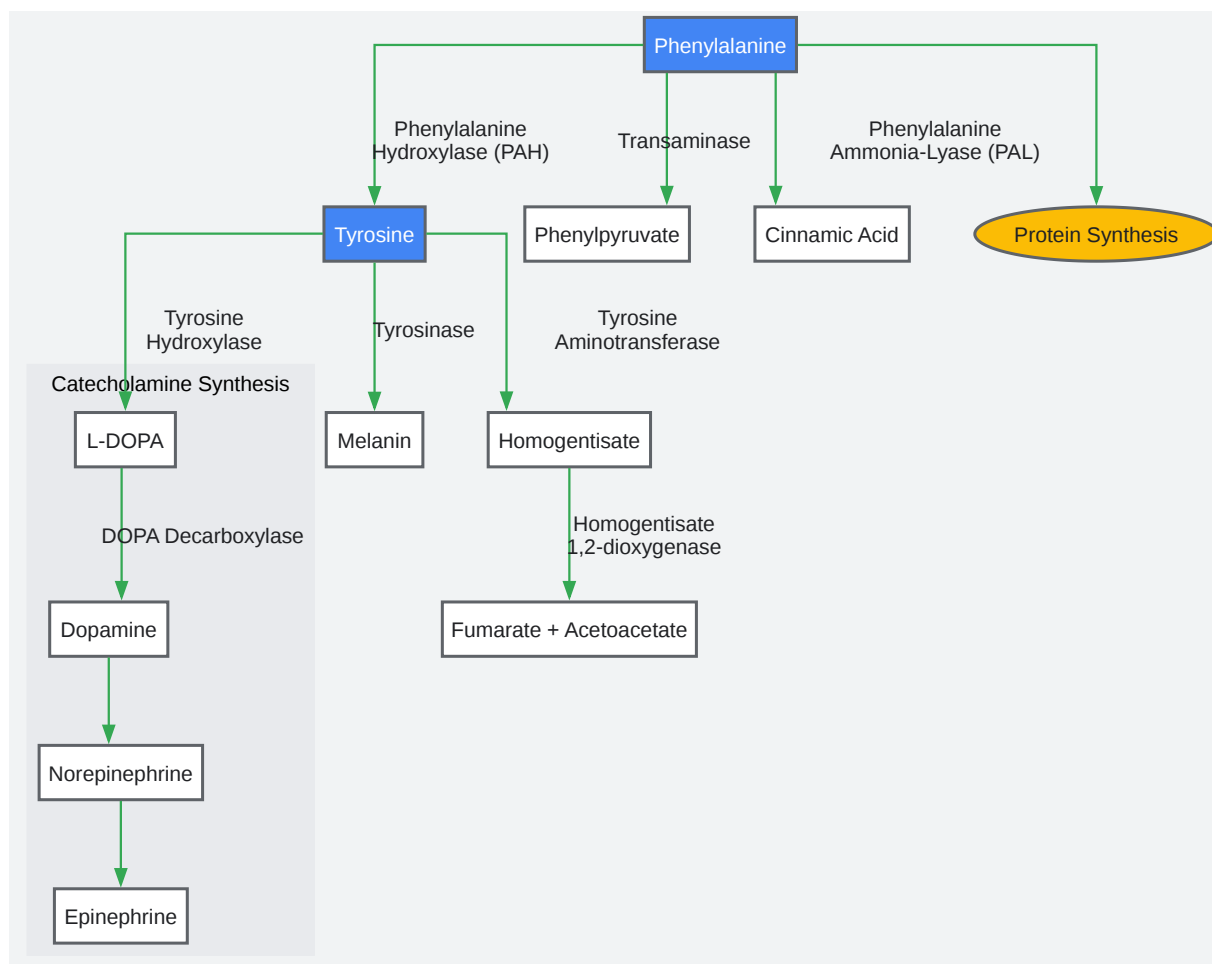 Phenylalanine
Phenylalanine
Hydroxylase (PAH)
Transaminase
Phenylalanine
Ammonia-Lyase (PAL)
Tyrosine
Phenylpyruvate
Cinnamic Acid
Protein Synthesis
Tyrosine
Hydroxylase
Tyrosinase
Tyrosine
Aminotransferase
Catecholamine Synthesis
L-DOPA
Melanin
Homogentisate
DOPA Decarboxylase
Homogentisate
1,2-dioxygenase
Dopamine
Fumarate + Acetoacetate
Norepinephrine
Epinephrine